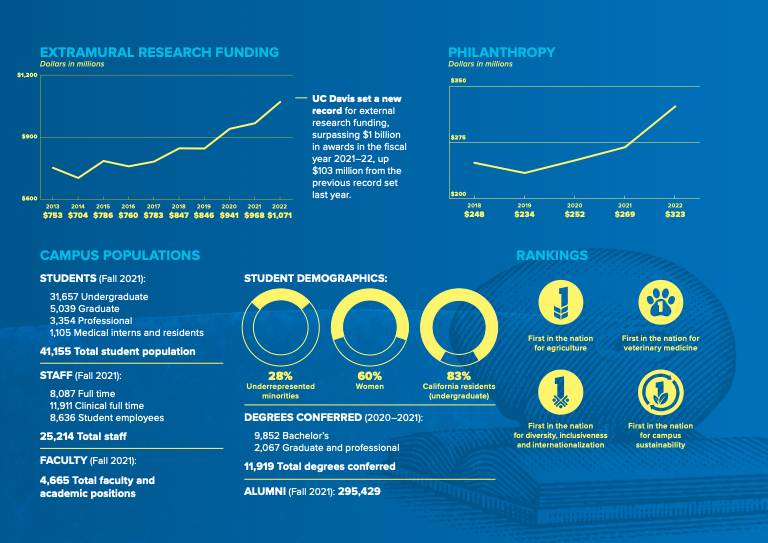 EXTRAMURAL RESEARCH FUNDING
Dollars in millions
$1,200
$900
$600
2013 2014 2015 2016 2017 2018 2019 2020 2021 2022
$753 $704 $786 $760 $783 $847 $846 $941 $968 $1,071
UC Davis set a new
record for external
research funding,
surpassing $1 billion
in awards in the fiscal
year 2021–22, up
$103 million from the
previous record set
last year.
PHILANTHROPY
Dollars in millions
$350
$275
$200
2018 2019 2020 2021 2022
$248 $234 $252 $269 $323
CAMPUS POPULATIONS
STUDENTS (Fall 2021):
31,657 Undergraduate
5,039 Graduate
3,354 Professional
1,105 Medical interns and residents
41,155 Total student population
STAFF (Fall 2021):
8,087 Full time
11,911 Clinical full time
8,636 Student employees
25,214 Total staff
FACULTY (Fall 2021):
4,665 Total faculty and
academic positions
STUDENT DEMOGRAPHICS:
28%
Underrepresented
minorities
60%
Women
83%
California residents
(undergraduate)
DEGREES CONFERRED (2020–2021):
9,852 Bachelor's
2,067 Graduate and professional
11,919 Total degrees conferred
ALUMNI (Fall 2021): 295,429
RANKINGS
1
First in the nation
for agriculture
1
First in the nation for
veterinary medicine
1
First in the nation
for diversity, inclusiveness
and internationalization
1
First in the nation
for campus
sustainability